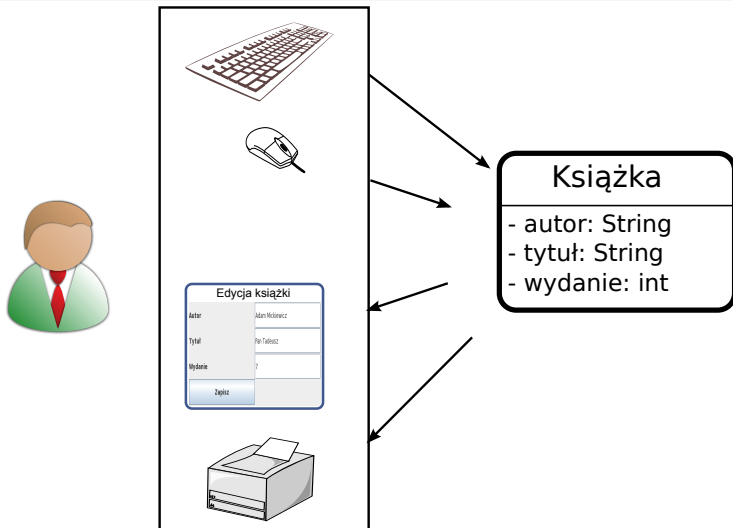 Książka
- autor: String
- tytuł: String
- wydanie: int
Edycja książki
Autor Adam Mickiewicz
Tytuł Pan Tadeusz
Wydanie 7
Zapisz